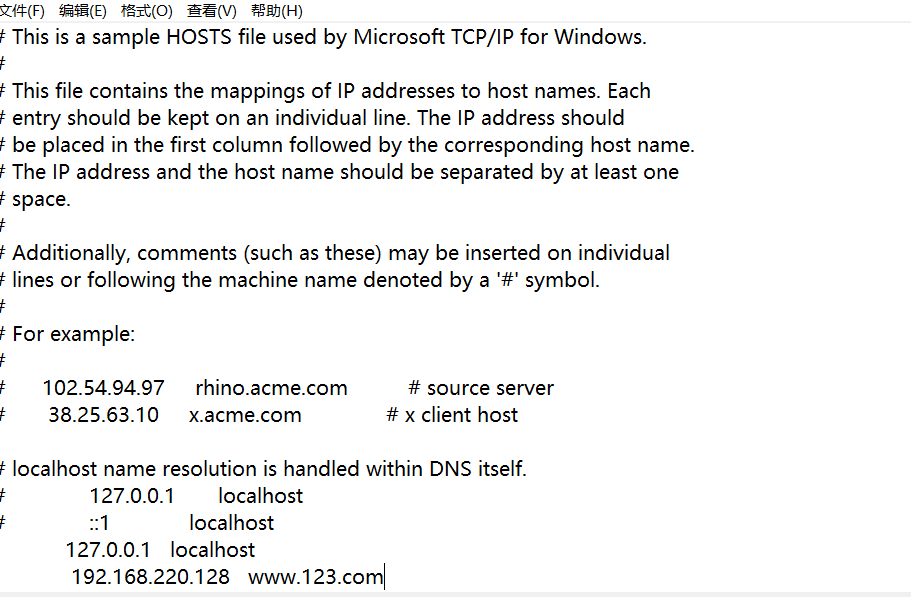 文件(F) 编辑(E) 格式(O) 查看(V) 帮助(H)
# This is a sample HOSTS file used by Microsoft TCP/IP for Windows.
#
# This file contains the mappings of IP addresses to host names. Each
# entry should be kept on an individual line. The IP address should
# be placed in the first column followed by the corresponding host name.
# The IP address and the host name should be separated by at least one
# space.
#
# Additionally, comments (such as these) may be inserted on individual
# lines or following the machine name denoted by a '#' symbol.
#
# For example:
#
# 102.54.94.97 rhino.acme.com # source server
# 38.25.63.10 x.acme.com # x client host
# localhost name resolution is handled within DNS itself.
# 127.0.0.1 localhost
# ::1 localhost
127.0.0.1 localhost
192.168.220.128 www.123.com